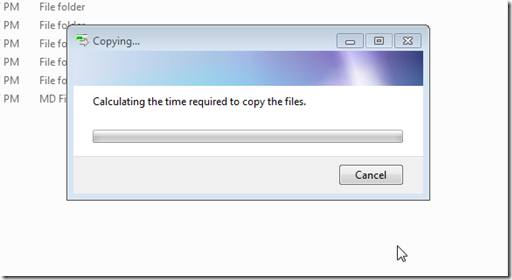 PM File folder
PM File folder
Copying...
PM File fo
PM File fo
PM File fo
PM MD Fi
Calculating the time required to copy the files.
Cancel